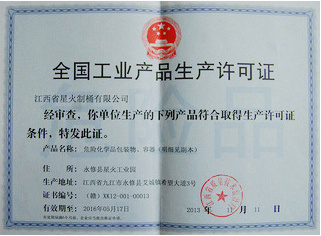 全国工业产品生产许可证
江西省星火制桶有限公司
经审查，你单位生产的下列产品符合取得生产许可证
条件，特发此证。
产品名称：危险化学品包装物、容器（明细见副本）
住所：永修县星火工业园
生产地址：江西省九江市永修县艾城镇希望大道3号
证书编号：（赣）XK12-001-00013
有效期至：2016年05月17日
2013年11月11日